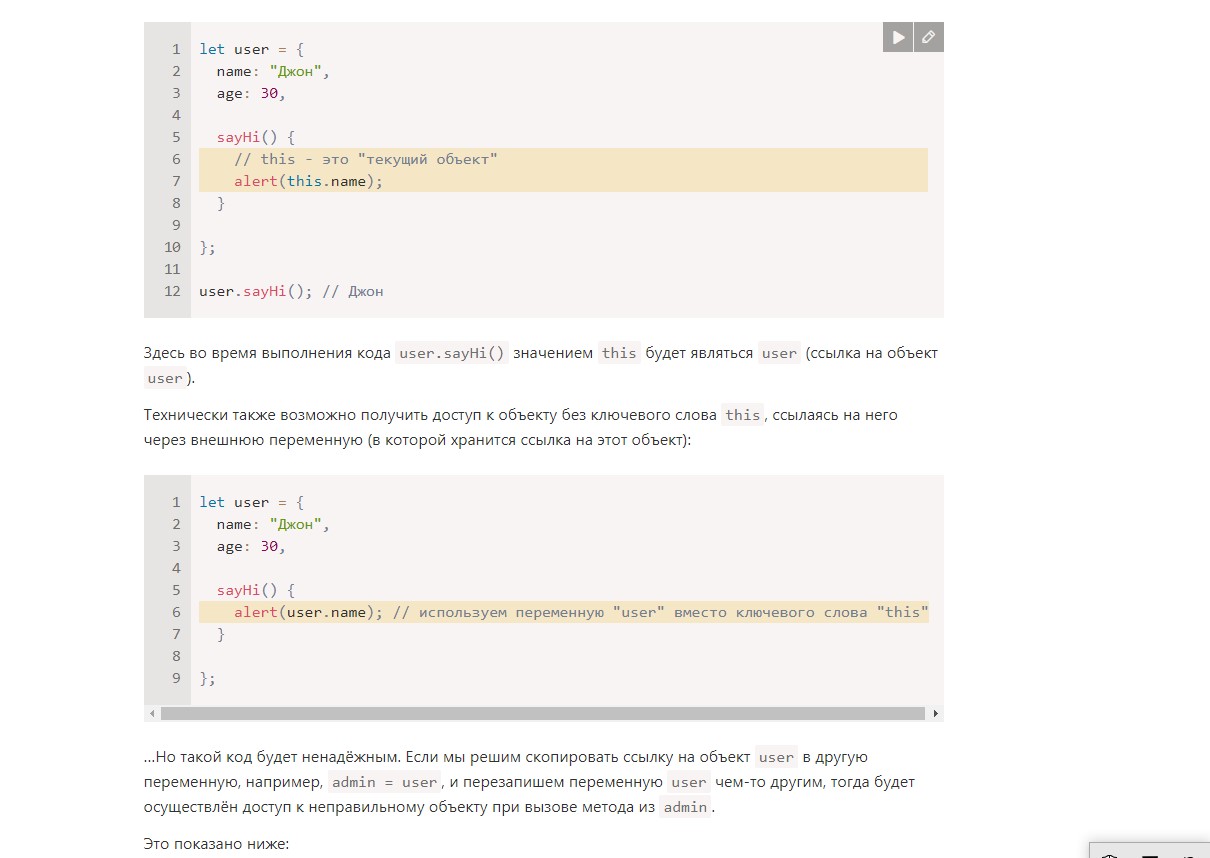 1 let user = {
2 name: "Джон",
3 age: 30,
4
5 sayHi() {
6 // this - это "текущий объект"
7 alert(this.name);
8 }
9
10 };
11
12 user.sayHi(); // Джон
Здесь во время выполнения кода user.sayHi() значением this будет являться user (ссылка на объект
user).
Технически также возможно получить доступ к объекту без ключевого слова this, ссылаясь на него
через внешнюю переменную (в которой хранится ссылка на этот объект):
1 let user = {
2 name: "Джон",
3 age: 30,
4
5 sayHi() {
6 alert(user.name); // используем переменную "user" вместо ключевого слова "this"
7 }
8
9 };
…Но такой код будет ненадёжным. Если мы решим скопировать ссылку на объект user в другую
переменную, например, admin = user, и перезапишем переменную user чем-то другим, тогда будет
осуществлён доступ к неправильному объекту при вызове метода из admin.
Это показано ниже: